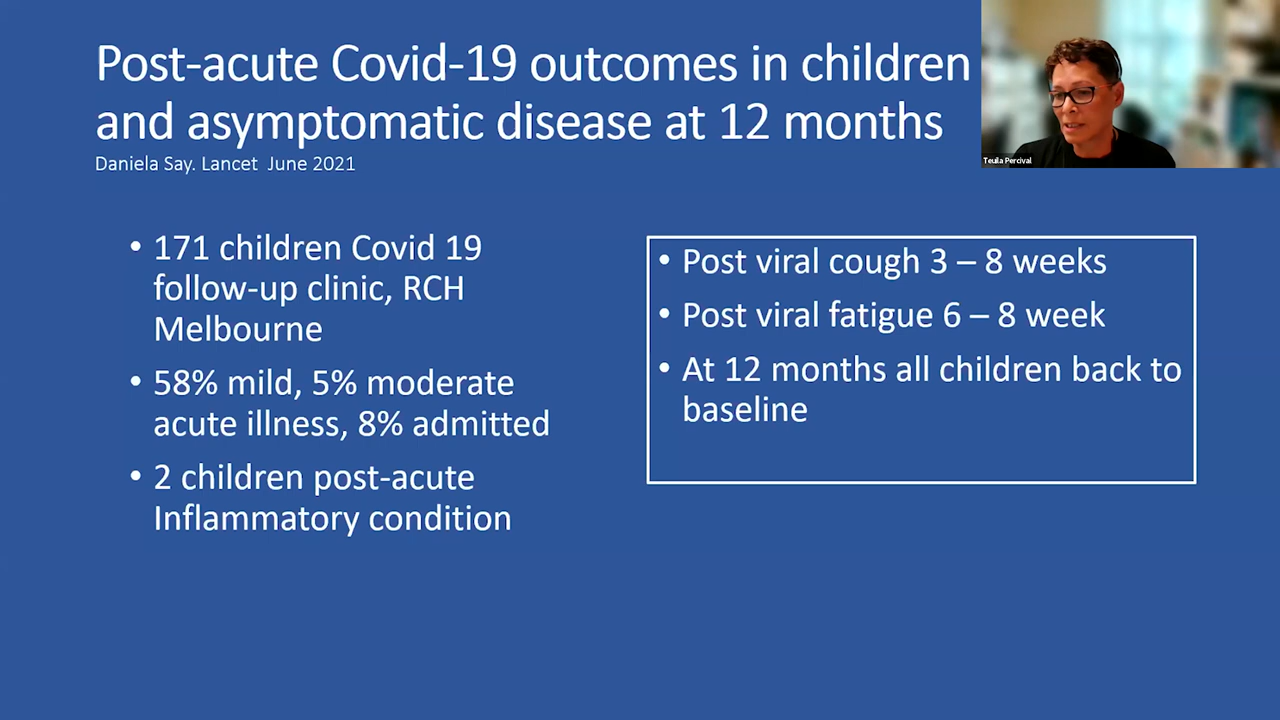 Post-acute Covid-19 outcomes in children
and asymptomatic disease at 12 months
Daniela Say. Lancet June 2021
Teuila Percival
• 171 children Covid 19
follow-up clinic, RCH
Melbourne
• 58% mild, 5% moderate
acute illness, 8% admitted
• 2 children post-acute
Inflammatory condition
• Post viral cough 3 – 8 weeks
• Post viral fatigue 6 – 8 week
• At 12 months all children back to
baseline